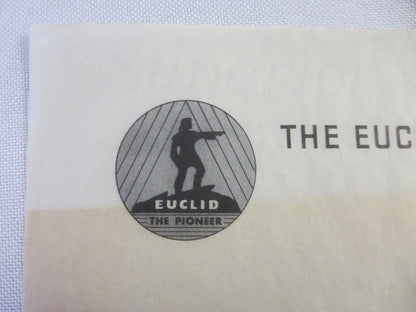 THE EUC
EUCLID
THE PIONEER